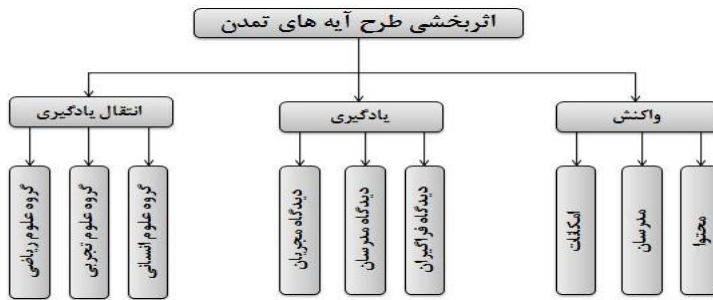 اثربخشی طرح آیه های تمدن
واکنش
یادگیری
انتقال یادگیری
محتوا
مدرسان
امکانات
دیدگاه فراگیران
دیدگاه مدرسان
دیدگاه مجریان
گروه علوم انسانی
گروه علوم تجربی
گروه علوم ریاضی